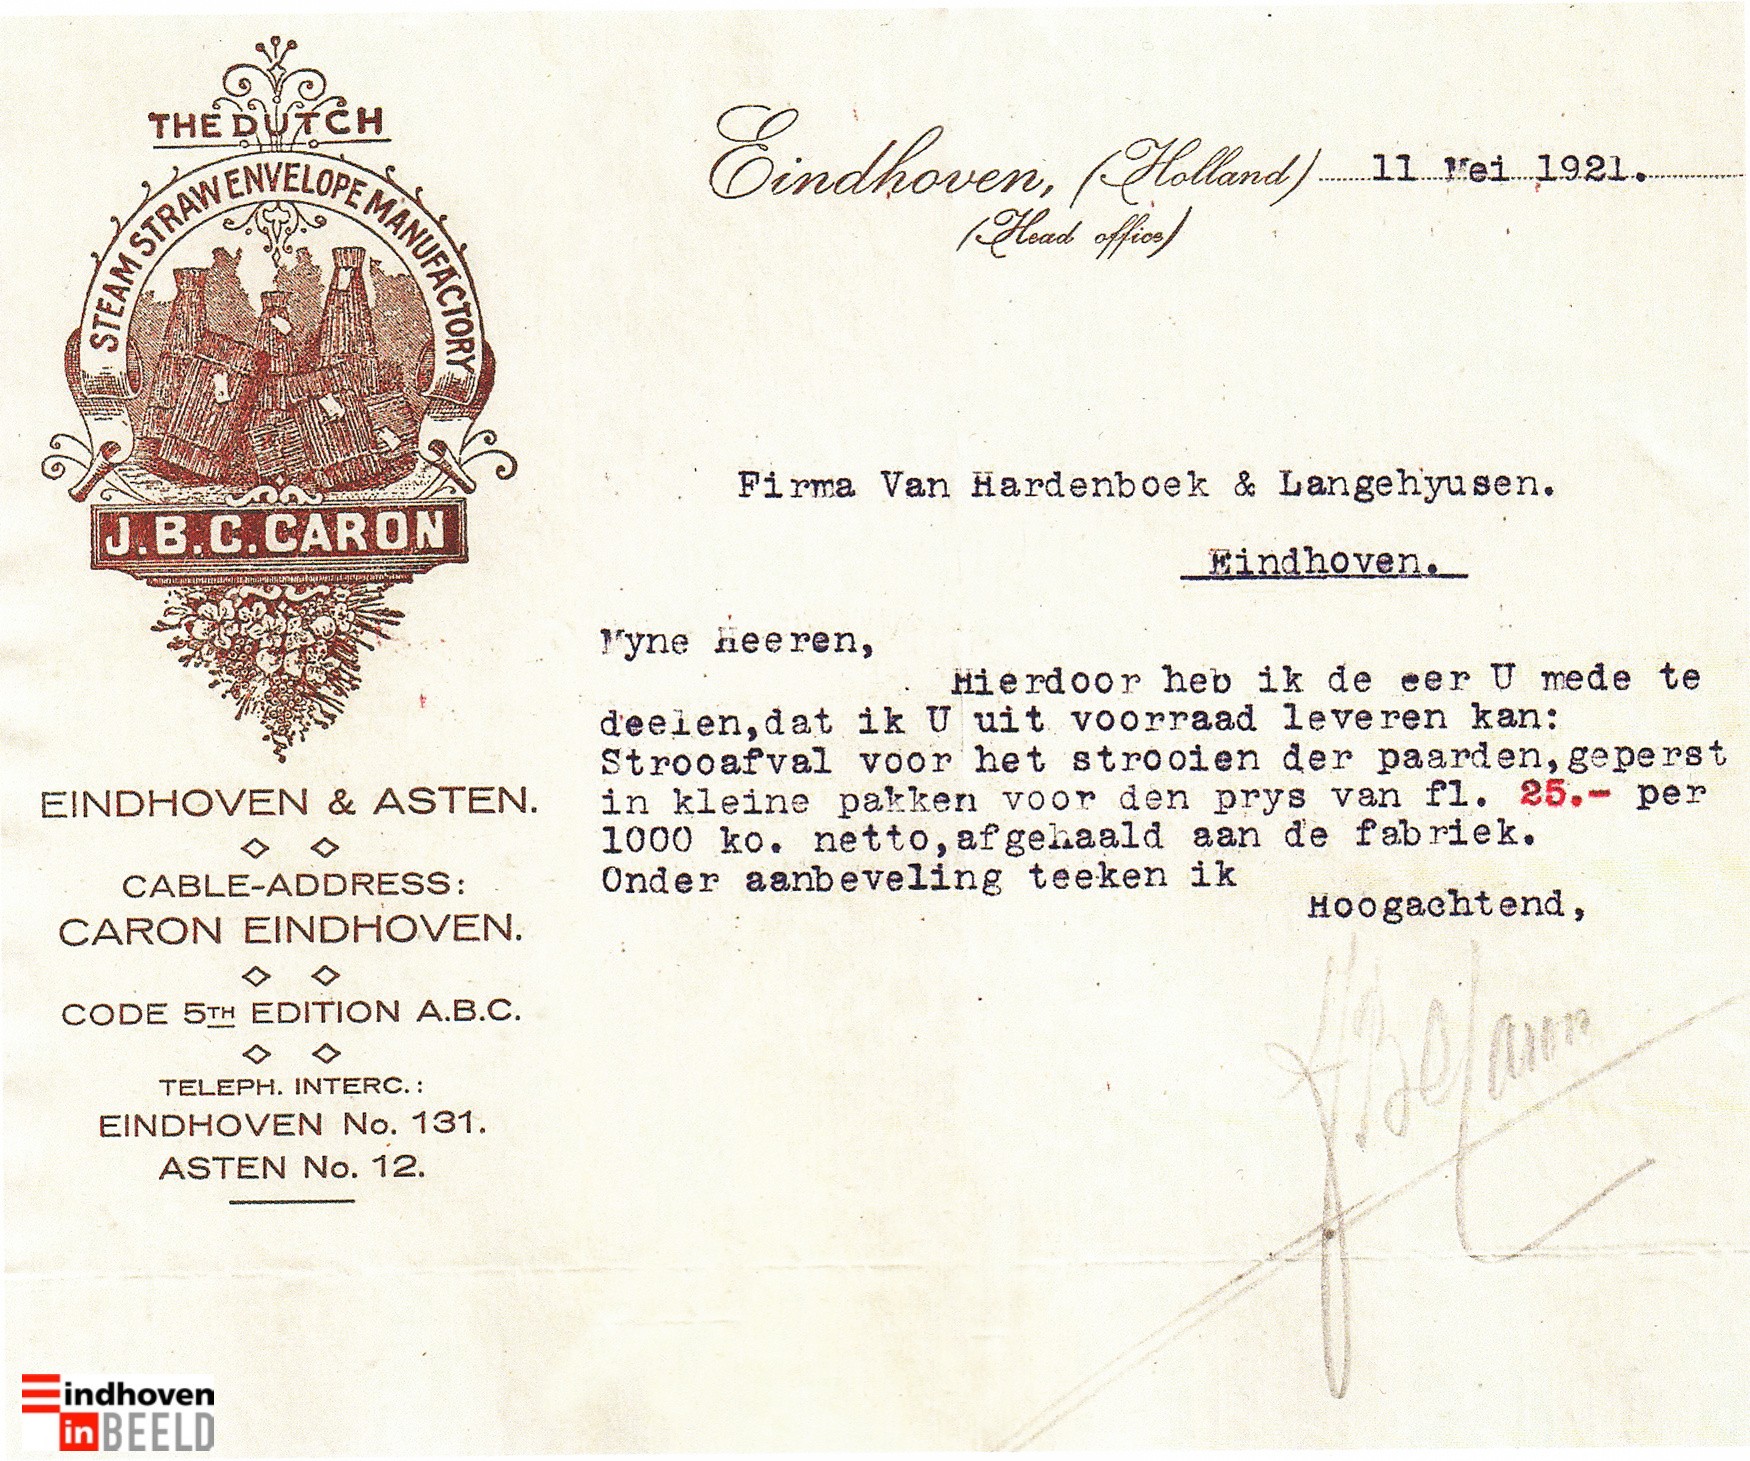 THE DUTCH
STEAM STRAW ENVELOPE MANUFACTORY
J.B.C. CARON
EINDHOVEN & ASTEN.
CABLE-ADDRESS:
CARON EINDHOVEN.
CODE 5TH EDITION A.B.C.
TELEPH. INTERC.:
EINDHOVEN No. 131.
ASTEN No. 12.
Eindhoven, (Holland) 11 Mei 1921.
(Head office)
Firma Van Hardenboek & Langehyusen.
Eindhoven.
Myne Heeren,
Hierdoor heb ik de eer U mede te
deelen,dat ik U uit voorraad leveren kan:
Strooafval voor het strooien der paarden,geperst
in kleine pakken voor den prys van fl. 25.- per
1000 ko. netto,afgehaald aan de fabriek.
Onder aanbeveling teeken ik
Hoogachtend,
JBC Caron
Eindhoven
in BEELD